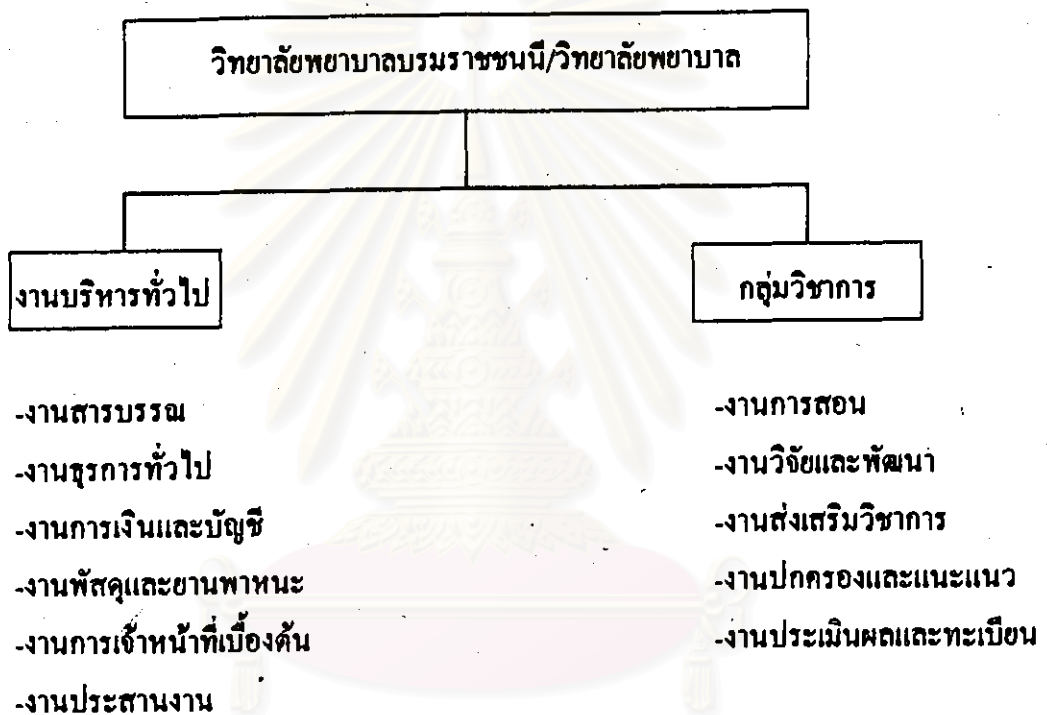 วิทยาลัยพยาบาลบรมราชชนนี/วิทยาลัยพยาบาล
งานบริหารทั่วไป
-งานสารบรรณ
-งานธุรการทั่วไป
-งานการเงินและบัญชี
-งานพัสดุและยานพาหนะ
-งานการเจ้าหน้าที่เบื้องต้น
-งานประสานงาน
กลุ่มวิชาการ
-งานการสอน
-งานวิจัยและพัฒนา
-งานส่งเสริมวิชาการ
-งานปกครองและแนะแนว
-งานประเมินผลและทะเบียน